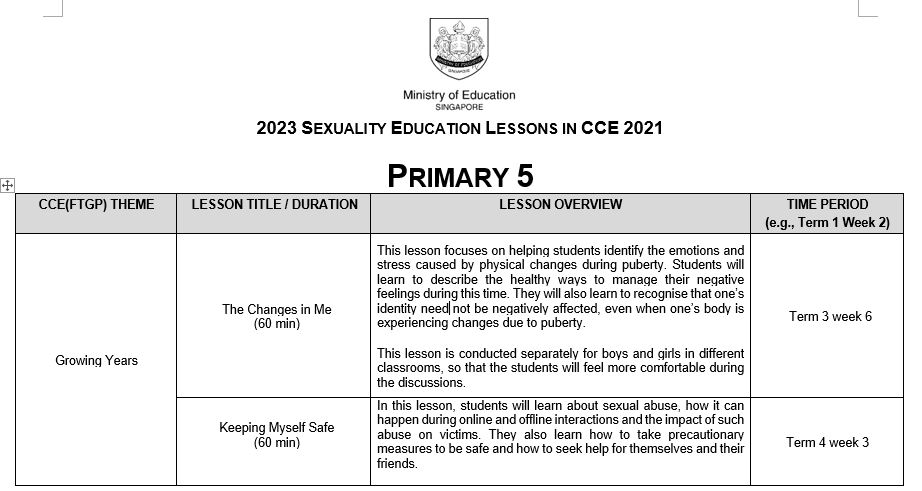 Ministry of Education
SINGAPORE
2023 SEXUALITY EDUCATION LESSONS IN CCE 2021
PRIMARY 5
CCE(FTGP) THEME
LESSON TITLE / DURATION
LESSON OVERVIEW
TIME PERIOD
(e.g., Term 1 Week 2)
Growing Years
The Changes in Me
(60 min)
This lesson focuses on helping students identify the emotions and
stress caused by physical changes during puberty. Students will
learn to describe the healthy ways to manage their negative
feelings during this time. They will also learn to recognise that one's
identity need not be negatively affected, even when one's body is
experiencing changes due to puberty.
This lesson is conducted separately for boys and girls in different
classrooms, so that the students will feel more comfortable during
the discussions.
Term 3 week 6
Keeping Myself Safe
(60 min)
In this lesson, students will learn about sexual abuse, how it can
happen during online and offline interactions and the impact of such
abuse on victims. They also learn how to take precautionary
measures to be safe and how to seek help for themselves and their
friends.
Term 4 week 3